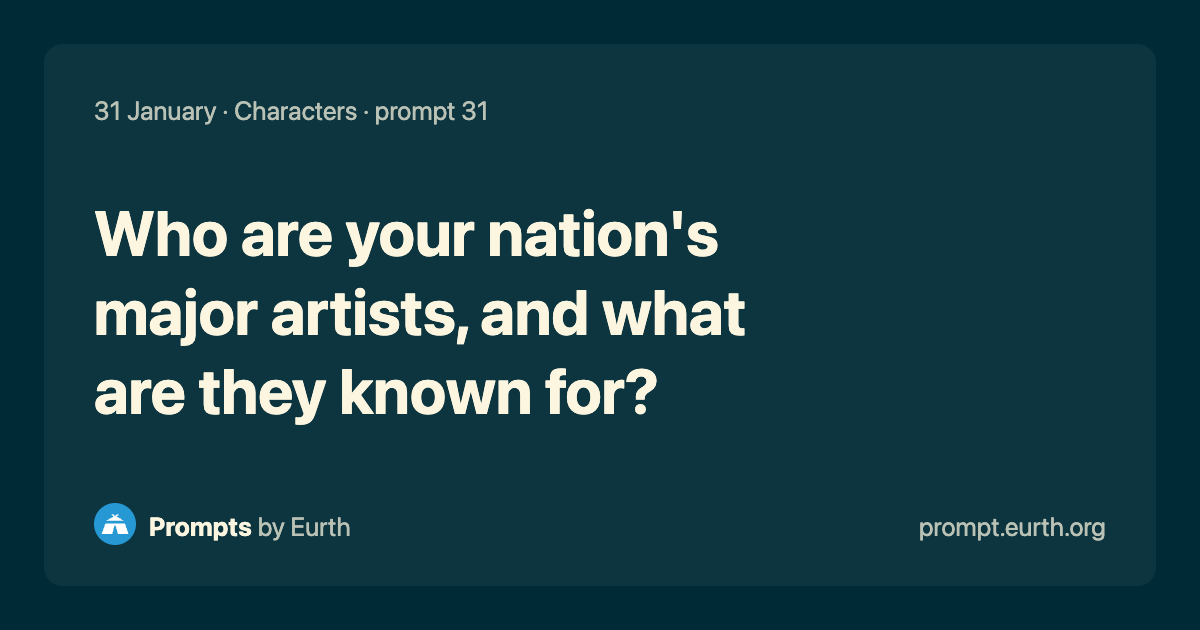 31 January · Characters · prompt 31
Who are your nation's
major artists, and what
are they known for?
Prompts by Eurth
prompt.eurth.org